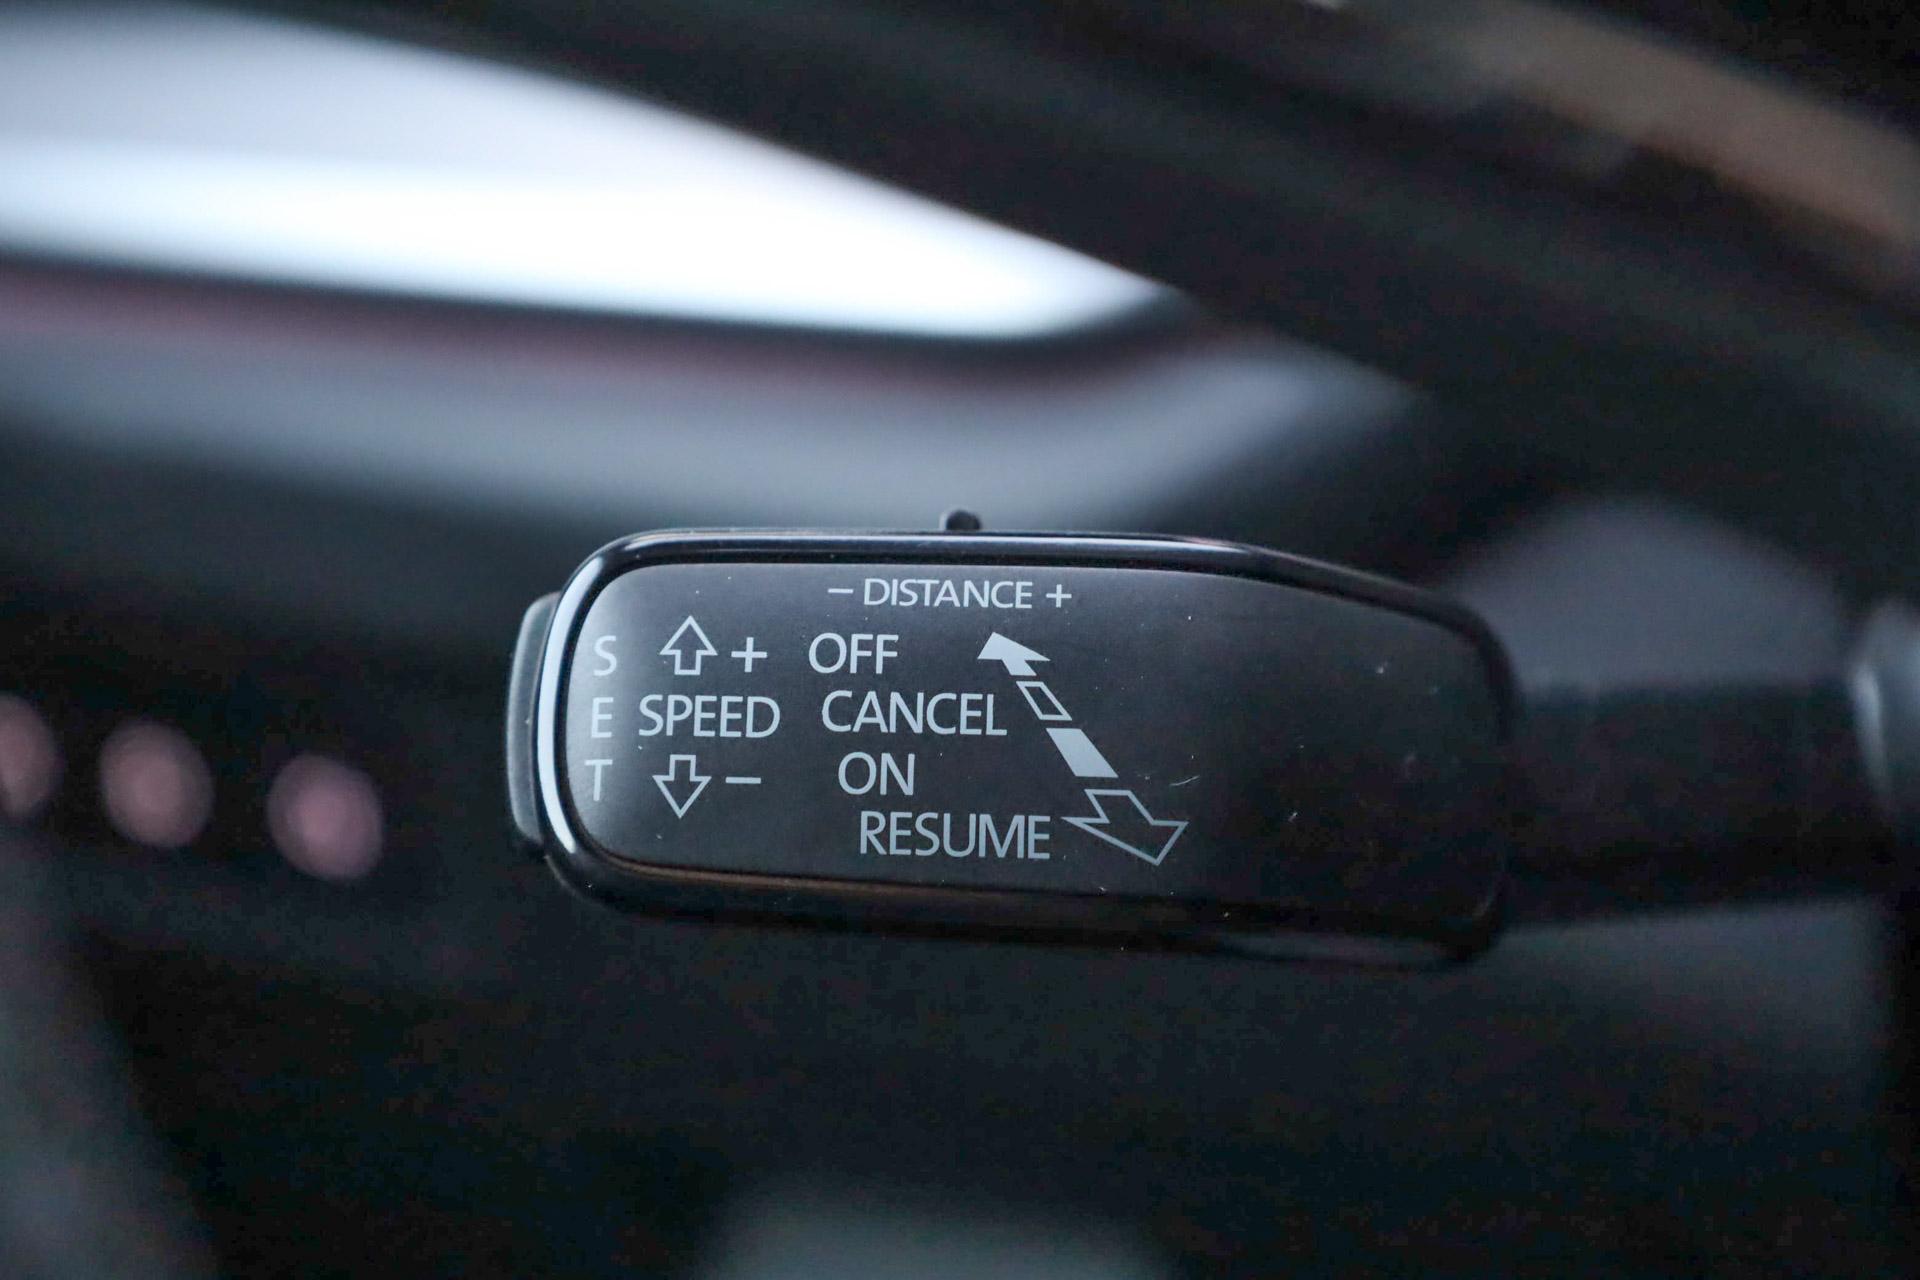 – DISTANCE +
S + OFF
E SPEED CANCEL
T – ON
RESUME